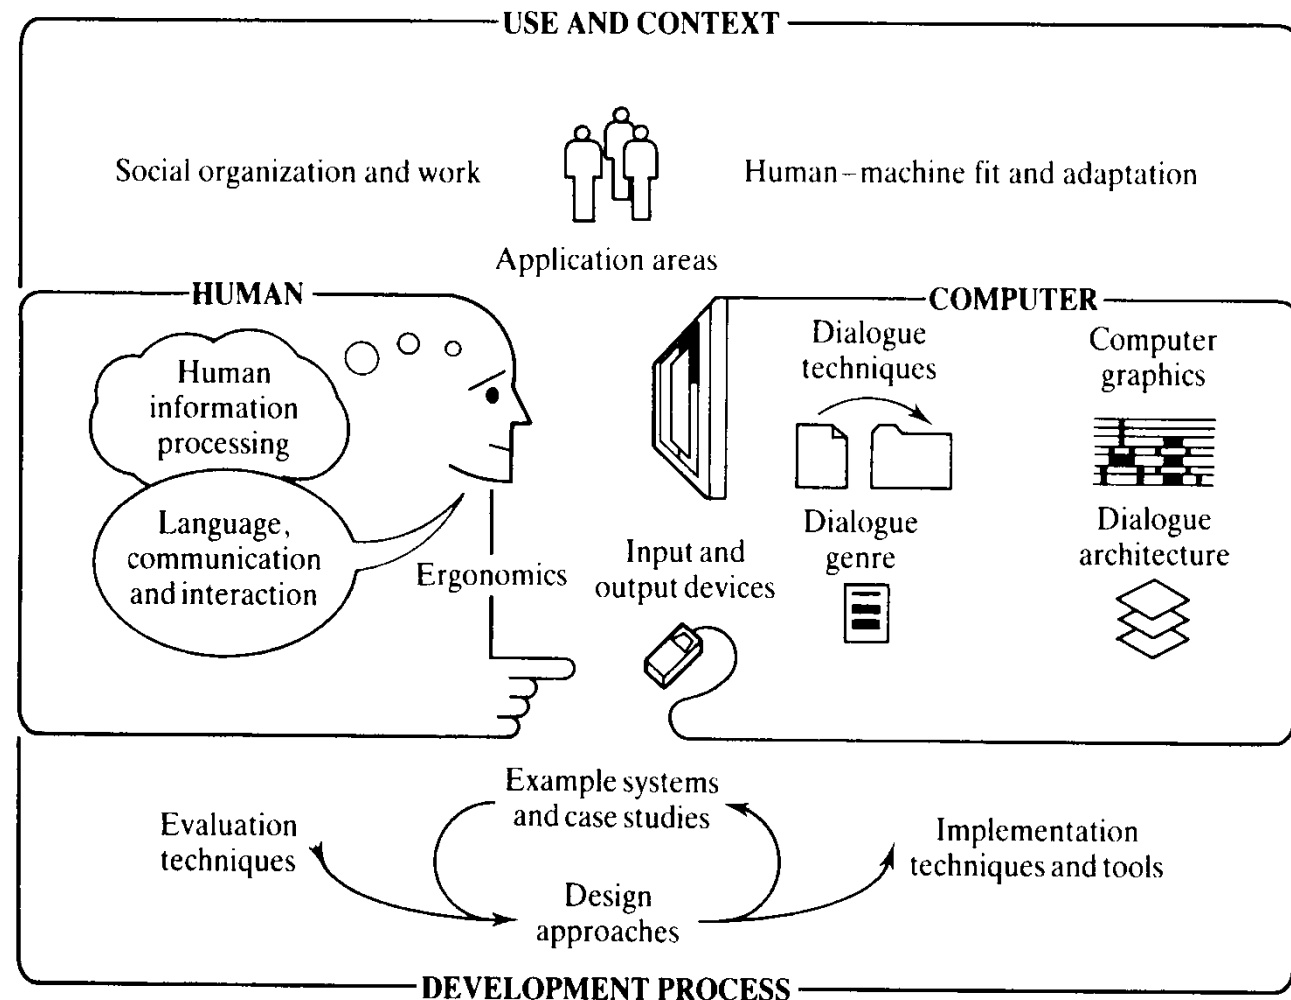 USE AND CONTEXT
Social organization and work
Human–machine fit and adaptation
Application areas
HUMAN
Human
information
processing
Language,
communication
and interaction
Ergonomics
Input and
output devices
COMPUTER
Dialogue
techniques
Computer
graphics
Dialogue
genre
Dialogue
architecture
Example systems
and case studies
Evaluation
techniques
Design
approaches
Implementation
techniques and tools
DEVELOPMENT PROCESS